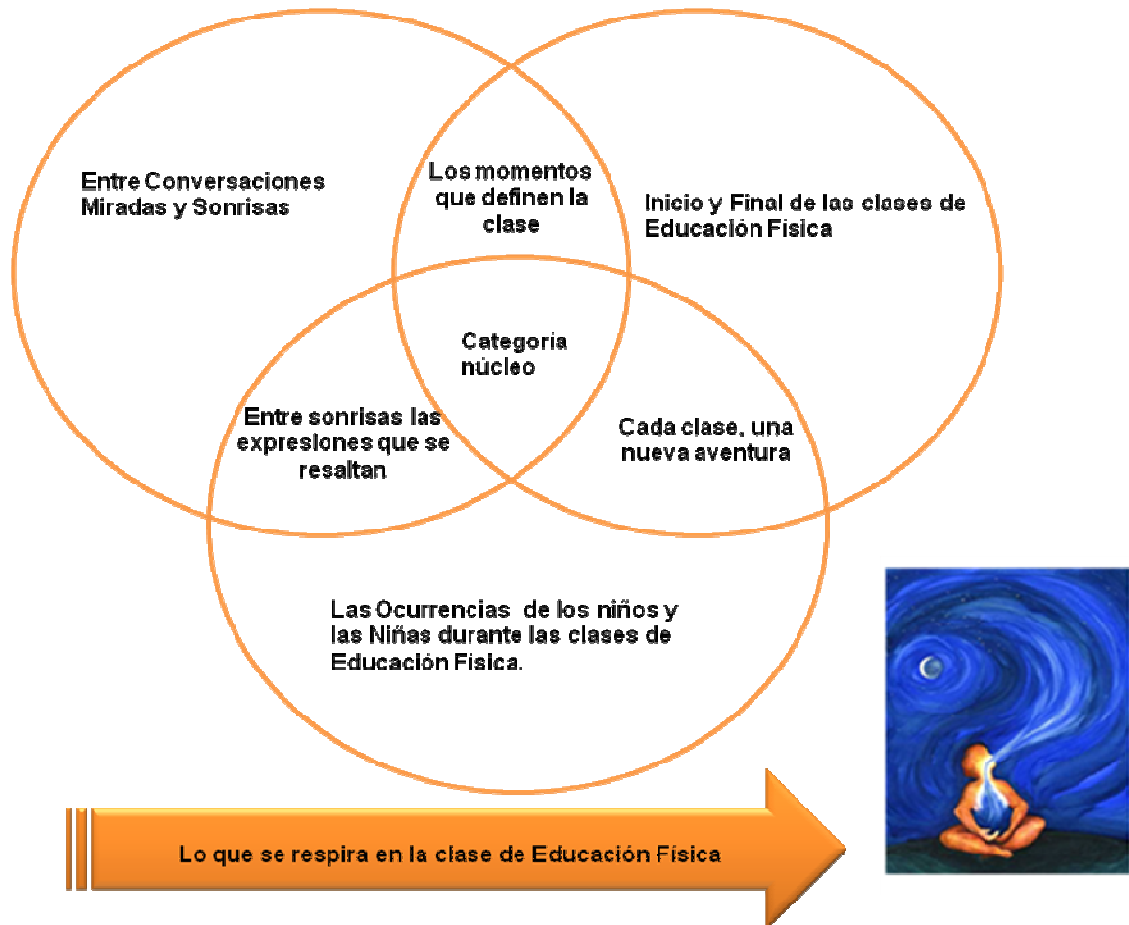 Los momentos
que definen la
clase
Entre Conversaciones
Miradas y Sonrisas
Inicio y Final de las clases de
Educación Física
Categoría
núcleo
Entre sonrisas las
expresiones que se
resaltan
Cada clase, una
nueva aventura
Las Ocurrencias de los niños y
las Niñas durante las clases de
Educación Física.
Lo que se respira en la clase de Educación Física